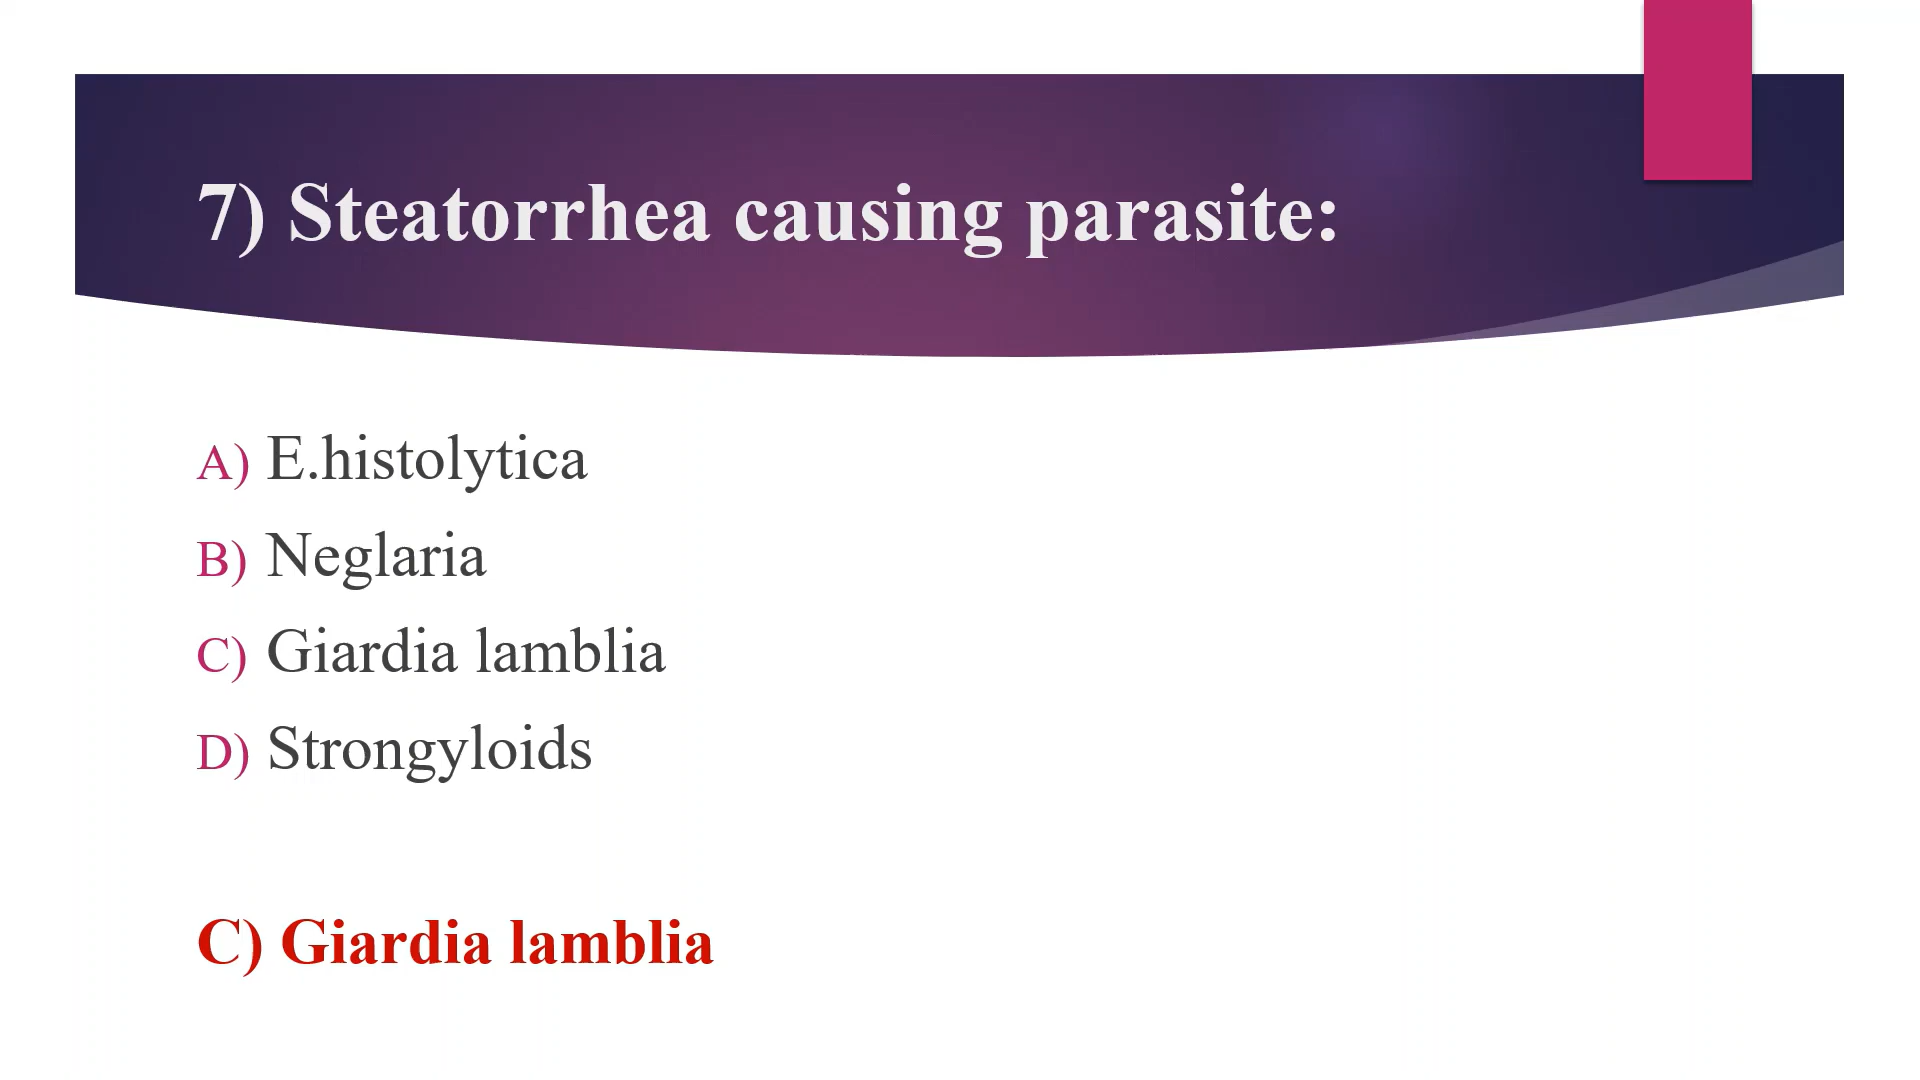 7) Steatorrhea causing parasite:
A) E.histolytica
B) Neglaria
C) Giardia lamblia
D) Strongyloids
C) Giardia lamblia